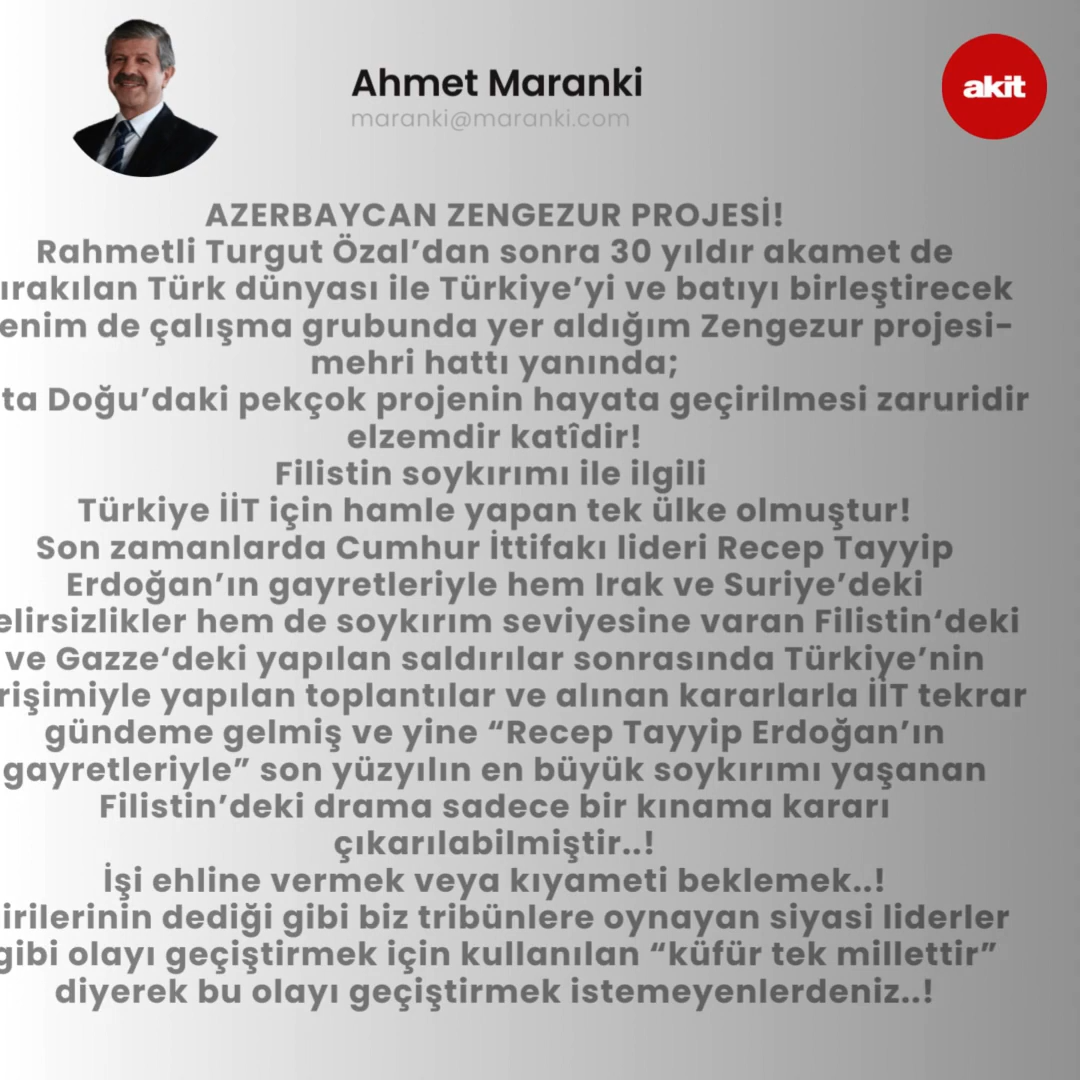 Ahmet Maranki
akit
maranki@maranki.com
AZERBAYCAN ZENGEZUR PROJESİ!
Rahmetli Turgut Özal’dan sonra 30 yıldır akamet de
ırakılan Türk dünyası ile Türkiye’yi ve batıyı birleştirecek
enim de çalışma grubunda yer aldığım Zengezur projesi-
mehri hattı yanında;
ta Doğu’daki pekçok projenin hayata geçirilmesi zaruridir
elzemdir katîdir!
Filistin soykırımı ile ilgili
Türkiye İİT için hamle yapan tek ülke olmuştur!
Son zamanlarda Cumhur İttifakı lideri Recep Tayyip
Erdoğan’ın gayretleriyle hem Irak ve Suriye’deki
elirsizlikler hem de soykırım seviyesine varan Filistin‘deki
ve Gazze‘deki yapılan saldırılar sonrasında Türkiye’nin
rişimiyle yapılan toplantılar ve alınan kararlarla İİT tekrar
gündeme gelmiş ve yine “Recep Tayyip Erdoğan’ın
gayretleriyle” son yüzyılın en büyük soykırımı yaşanan
Filistin’deki drama sadece bir kınama kararı
çıkarılabilmiştir..!
İşi ehline vermek veya kıyameti beklemek..!
irilerinin dediği gibi biz tribünlere oynayan siyasi liderler
gibi olayı geçiştirmek için kullanılan “küfür tek millettir”
diyerek bu olayı geçiştirmek istemeyenlerdeniz..!